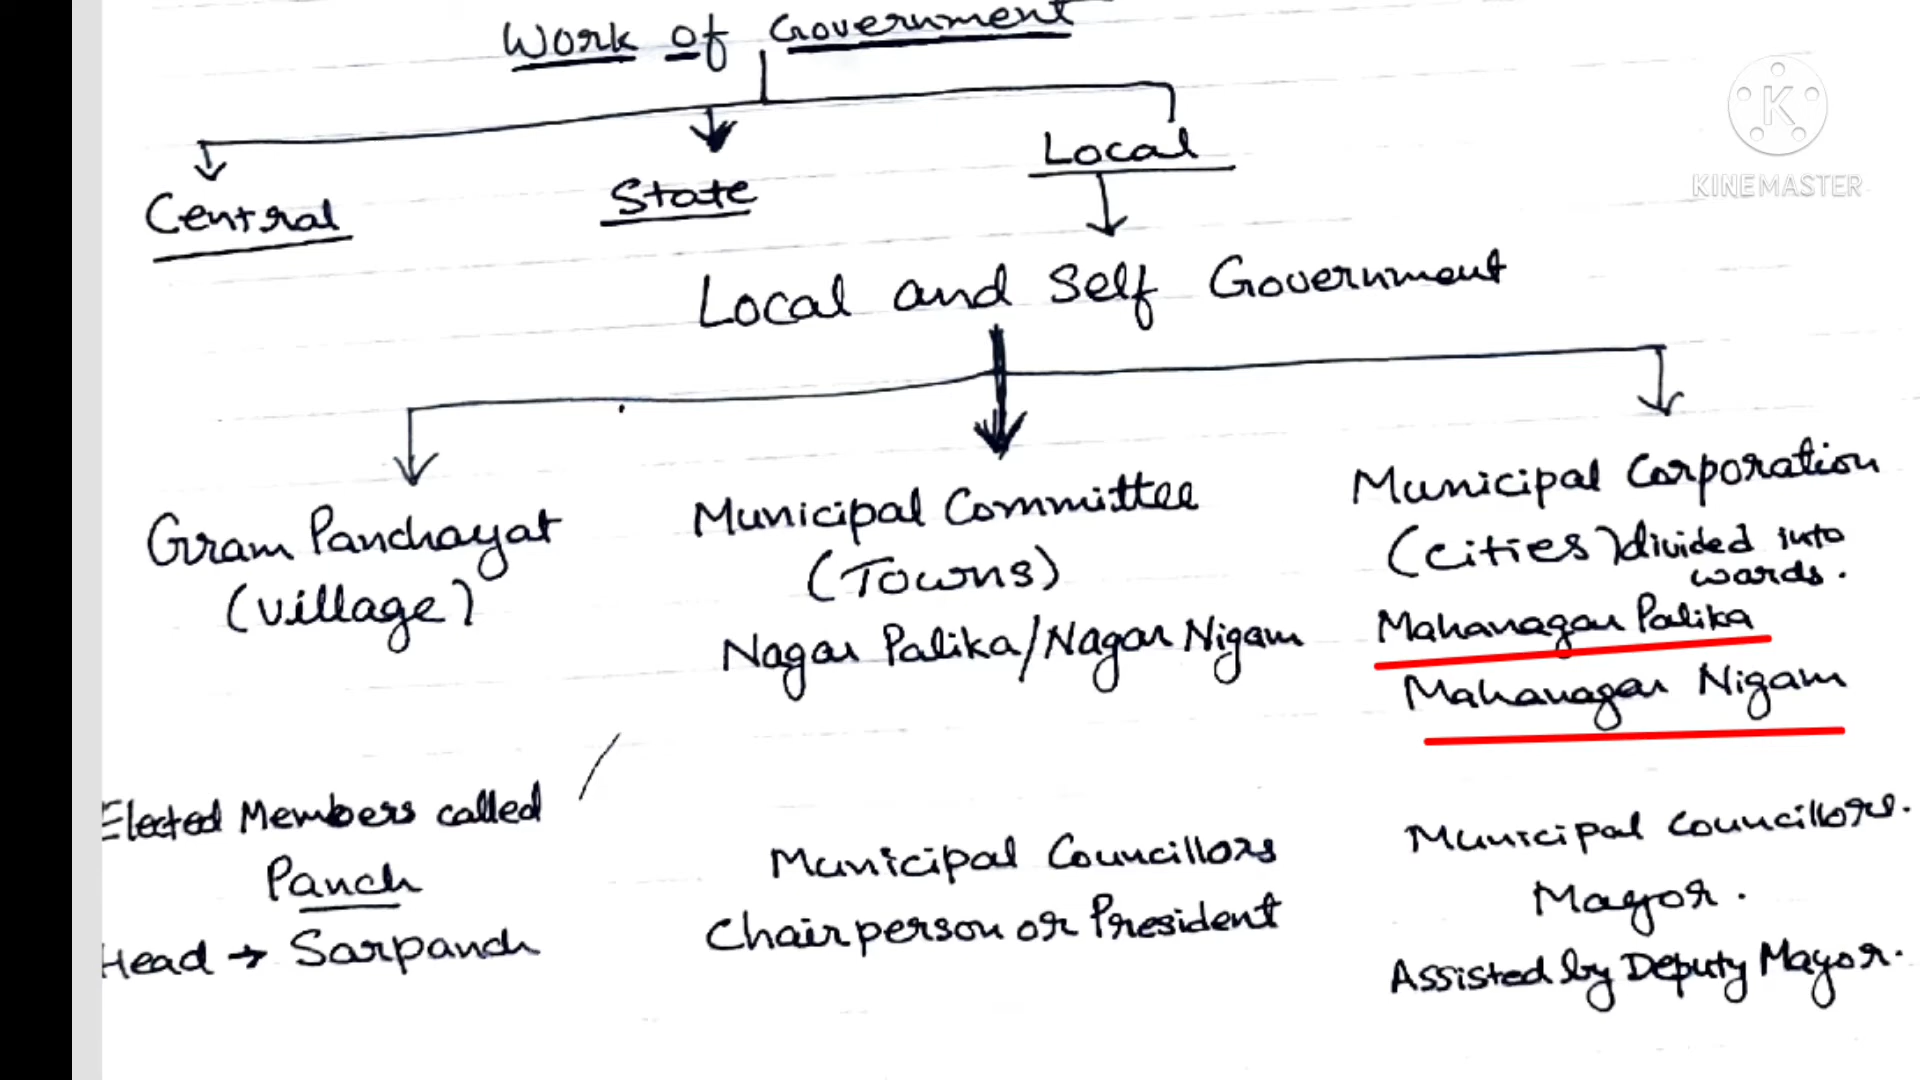 Work of Government
Central
State
Local
KINEMASTER
Local and Self Government
Gram Panchayat
(Village)
Municipal Committee
(Towns)
Nagar Palika/Nagar Nigam
Municipal Corporation
(Cities) divided into
wards.
Mahanagar Palika
Mahanagar Nigam
Elected Members called
Panch
Head → Sarpanch
Municipal Councillors
Chairperson or President
Municipal Councillors.
Mayor.
Assisted by Deputy Mayor.